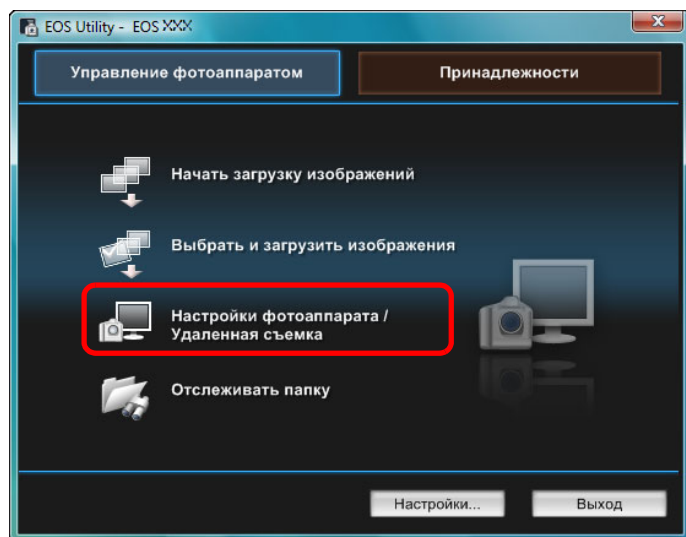 EOS Utility - EOS XXX
Управление фотоаппаратом
Принадлежности
Начать загрузку изображений
Выбрать и загрузить изображения
Настройки фотоаппарата /
Удаленная съемка
Отслеживать папку
Настройки...
Выход